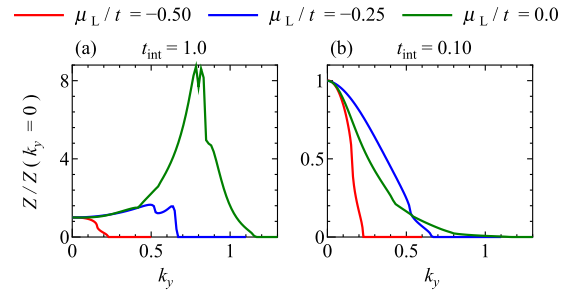 μ L / t = −0.50 μ L / t = −0.25 μ L / t = 0.0
(a) t int = 1.0 (b) t int = 0.10
Z / Z ( k y = 0 )
8
4
0
1
0.5
0
0 0.5 1 0 0.5 1
k y k y